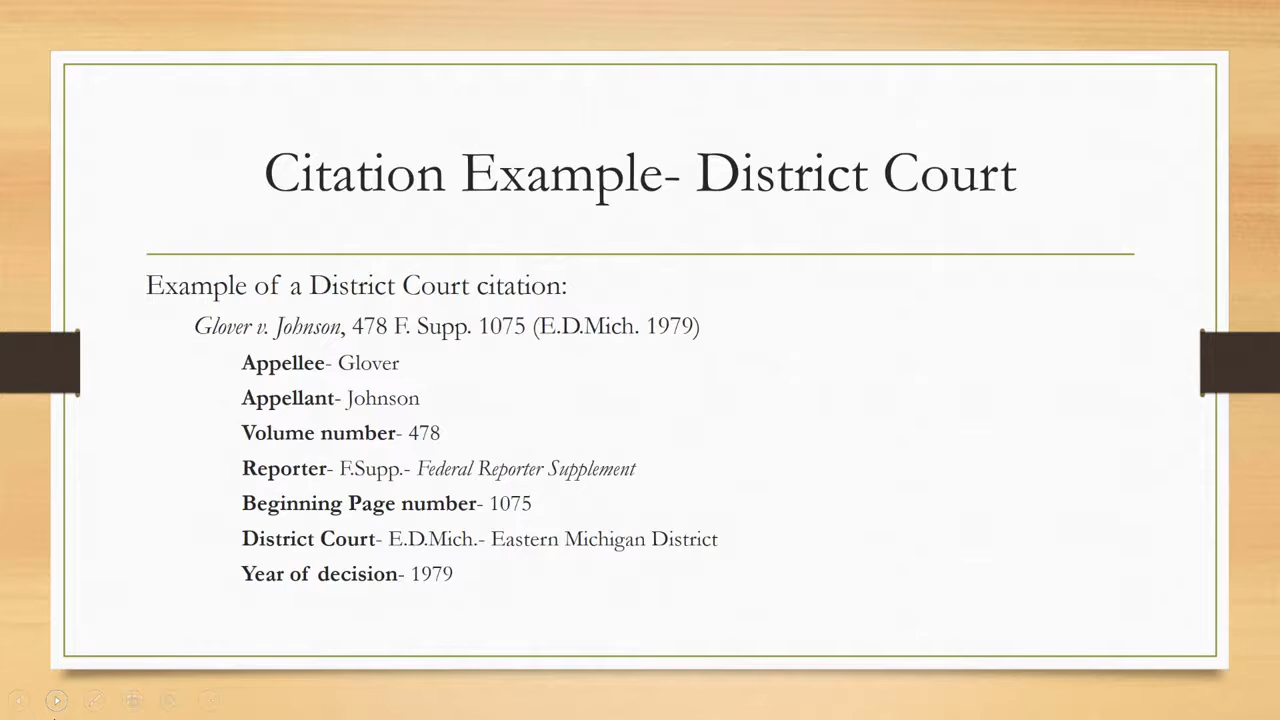 Citation Example- District Court
Example of a District Court citation:
Glover v. Johnson, 478 F. Supp. 1075 (E.D.Mich. 1979)
Appellee- Glover
Appellant- Johnson
Volume number- 478
Reporter- F.Supp.- Federal Reporter Supplement
Beginning Page number- 1075
District Court- E.D.Mich.- Eastern Michigan District
Year of decision- 1979